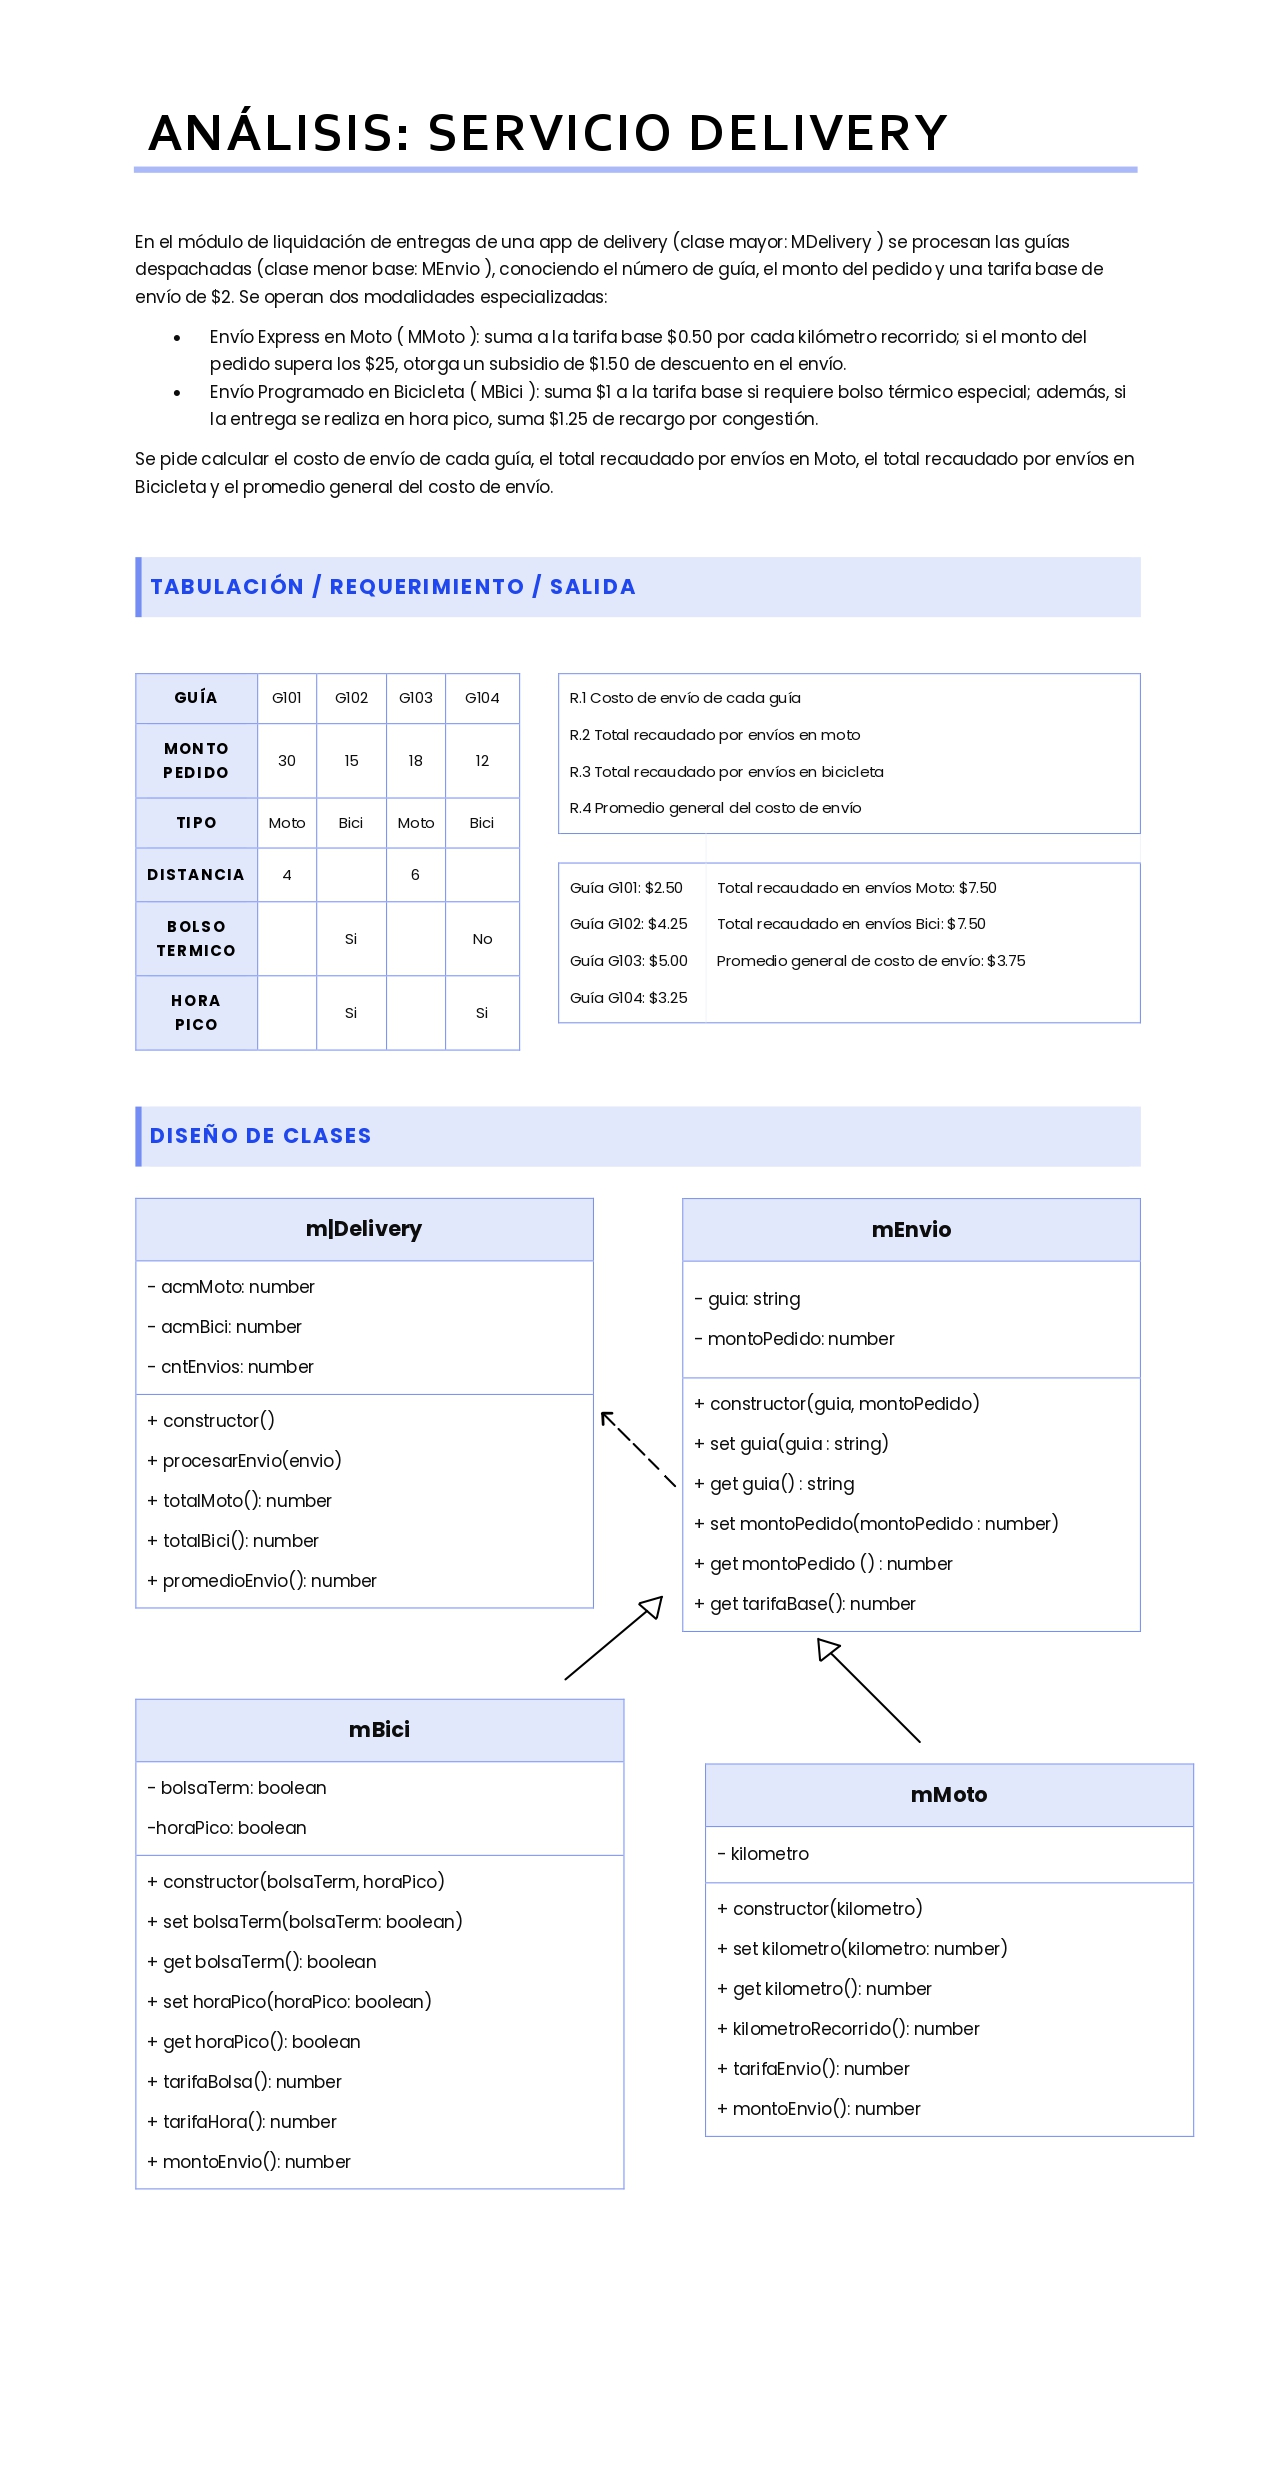 ANÁLISIS: SERVICIO DELIVERY
En el módulo de liquidación de entregas de una app de delivery (clase mayor: MDelivery ) se procesan las guías
despachadas (clase menor base: MEnvio ), conociendo el número de guía, el monto del pedido y una tarifa base de
envío de $2. Se operan dos modalidades especializadas:
• Envío Express en Moto ( MMoto ): suma a la tarifa base $0.50 por cada kilómetro recorrido; si el monto del
pedido supera los $25, otorga un subsidio de $1.50 de descuento en el envío.
• Envío Programado en Bicicleta ( MBici ): suma $1 a la tarifa base si requiere bolso térmico especial; además, si
la entrega se realiza en hora pico, suma $1.25 de recargo por congestión.
Se pide calcular el costo de envío de cada guía, el total recaudado por envíos en Moto, el total recaudado por envíos en
Bicicleta y el promedio general del costo de envío.
TABULACIÓN / REQUERIMIENTO / SALIDA
GUÍA G101 G102 G103 G104
MONTO
PEDIDO 30 15 18 12
TIPO Moto Bici Moto Bici
DISTANCIA 4 6
BOLSO
TERMICO Si No
HORA
PICO Si Si
R.1 Costo de envío de cada guía
R.2 Total recaudado por envíos en moto
R.3 Total recaudado por envíos en bicicleta
R.4 Promedio general del costo de envío
Guía G101: $2.50 Total recaudado en envíos Moto: $7.50
Guía G102: $4.25 Total recaudado en envíos Bici: $7.50
Guía G103: $5.00 Promedio general de costo de envío: $3.75
Guía G104: $3.25
DISEÑO DE CLASES
m|Delivery
- acmMoto: number
- acmBici: number
- cntEnvios: number
+ constructor()
+ procesarEnvio(envio)
+ totalMoto(): number
+ totalBici(): number
+ promedioEnvio(): number
mEnvio
- guia: string
- montoPedido: number
+ constructor(guia, montoPedido)
+ set guia(guia : string)
+ get guia() : string
+ set montoPedido(montoPedido : number)
+ get montoPedido () : number
+ get tarifaBase(): number
mBici
- bolsaTerm: boolean
-horaPico: boolean
+ constructor(bolsaTerm, horaPico)
+ set bolsaTerm(bolsaTerm: boolean)
+ get bolsaTerm(): boolean
+ set horaPico(horaPico: boolean)
+ get horaPico(): boolean
+ tarifaBolsa(): number
+ tarifaHora(): number
+ montoEnvio(): number
mMoto
- kilometro
+ constructor(kilometro)
+ set kilometro(kilometro: number)
+ get kilometro(): number
+ kilometroRecorrido(): number
+ tarifaEnvio(): number
+ montoEnvio(): number